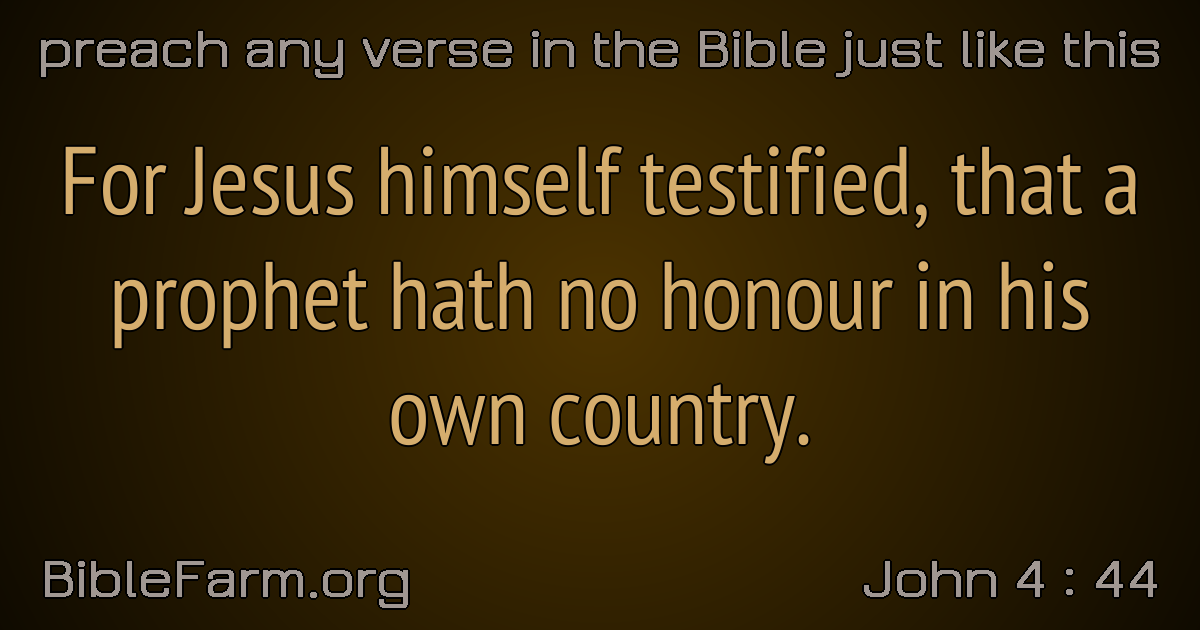 preach any verse in the Bible just like this
For Jesus himself testified, that a
prophet hath no honour in his
own country.
BibleFarm.org
John 4 : 44